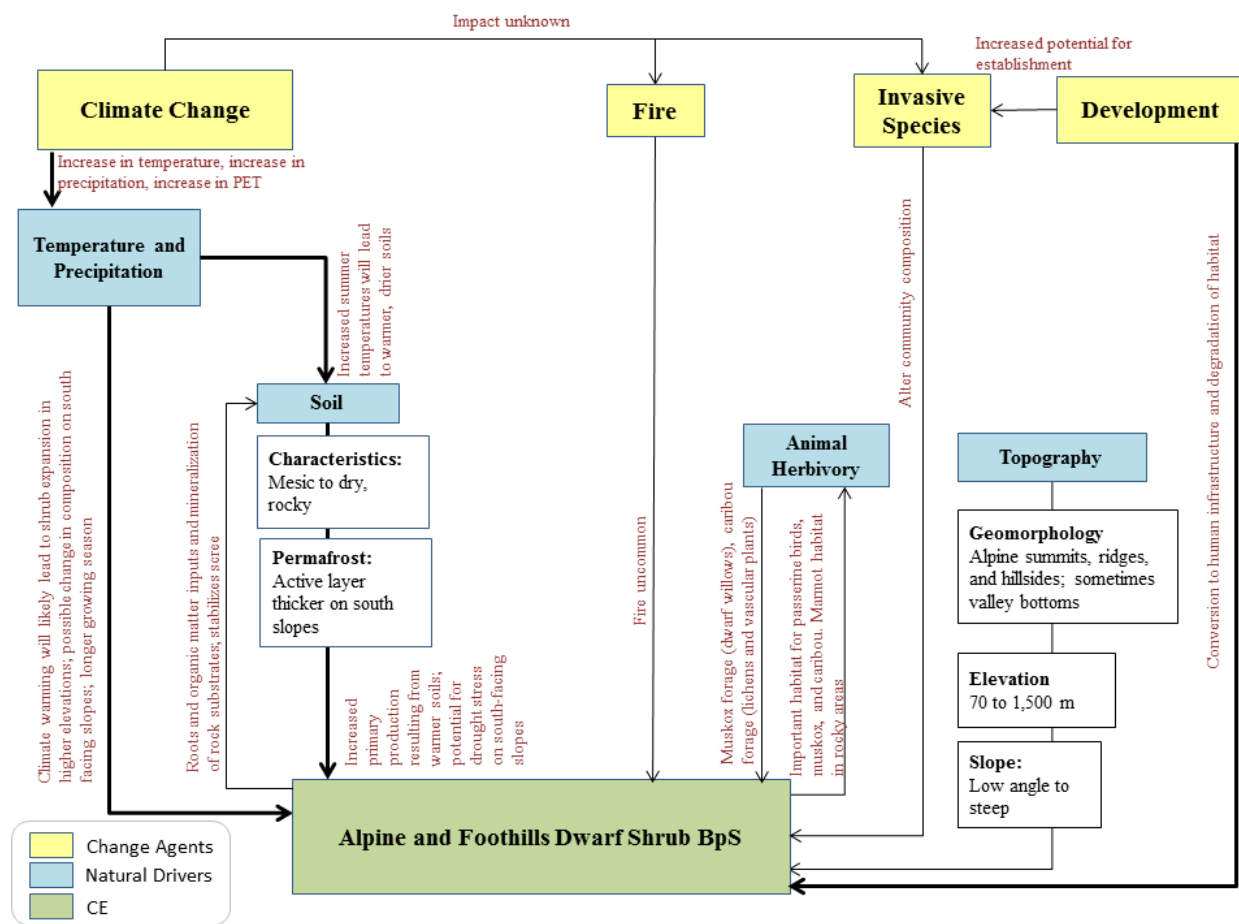 Impact unknown
Increased potential for
establishment
Climate Change
Fire
Invasive
Species
Development
Increase in temperature, increase in
precipitation, increase in PET
Temperature and
Precipitation
Increased summer
temperatures will lead
to warmer, drier soils
Alter community composition
Conversion to human infrastructure and degradation of habitat
Climate warming will likely lead to shrub expansion in
higher elevations; possible change in composition on south
facing slopes; longer growing season
Roots and organic matter inputs and mineralization
of rock substrates; stabilizes scree
Soil
Characteristics:
Mesic to dry,
rocky
Permafrost:
Active layer
thicker on south
slopes
Increased
primary
production
resulting from
warmer soils;
potential for
drought stress
on south-facing
slopes
Fire uncommon
Animal
Herbivory
Muskox forage (dwarf willows), caribou
forage (lichens and vascular plants)
Important habitat for passerine birds,
muskox, and caribou. Marmot habitat
in rocky areas
Topography
Geomorphology
Alpine summits, ridges,
and hillsides; sometimes
valley bottoms
Elevation
70 to 1,500 m
Slope:
Low angle to
steep
Alpine and Foothills Dwarf Shrub BpS
Change Agents
Natural Drivers
CE